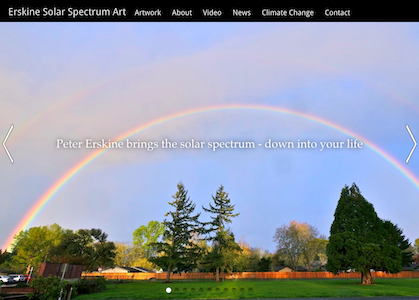 Erskine Solar Spectrum Art Artwork About Video News Climate Change Contact
Peter Erskine brings the solar spectrum - down into your life